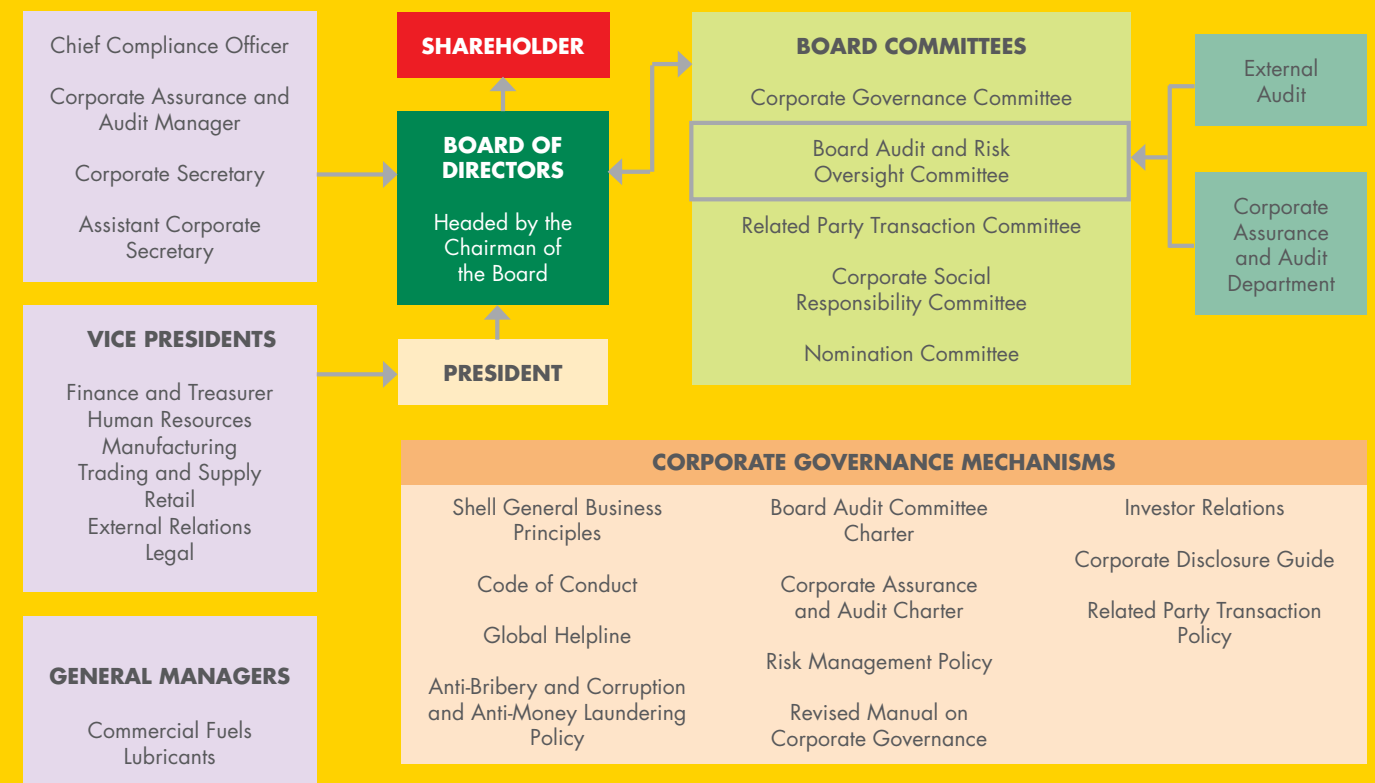 Chief Compliance Officer
Corporate Assurance and
Audit Manager
Corporate Secretary
Assistant Corporate
Secretary
VICE PRESIDENTS
Finance and Treasurer
Human Resources
Manufacturing
Trading and Supply
Retail
External Relations
Legal
GENERAL MANAGERS
Commercial Fuels
Lubricants
SHAREHOLDER
BOARD OF
DIRECTORS
Headed by the
Chairman of
the Board
PRESIDENT
BOARD COMMITTEES
Corporate Governance Committee
Board Audit and Risk
Oversight Committee
Related Party Transaction Committee
Corporate Social
Responsibility Committee
Nomination Committee
External
Audit
Corporate
Assurance
and Audit
Department
CORPORATE GOVERNANCE MECHANISMS
Shell General Business
Principles
Code of Conduct
Global Helpline
Anti-Bribery and Corruption
and Anti-Money Laundering
Policy
Board Audit Committee
Charter
Corporate Assurance
and Audit Charter
Risk Management Policy
Revised Manual on
Corporate Governance
Investor Relations
Corporate Disclosure Guide
Related Party Transaction
Policy